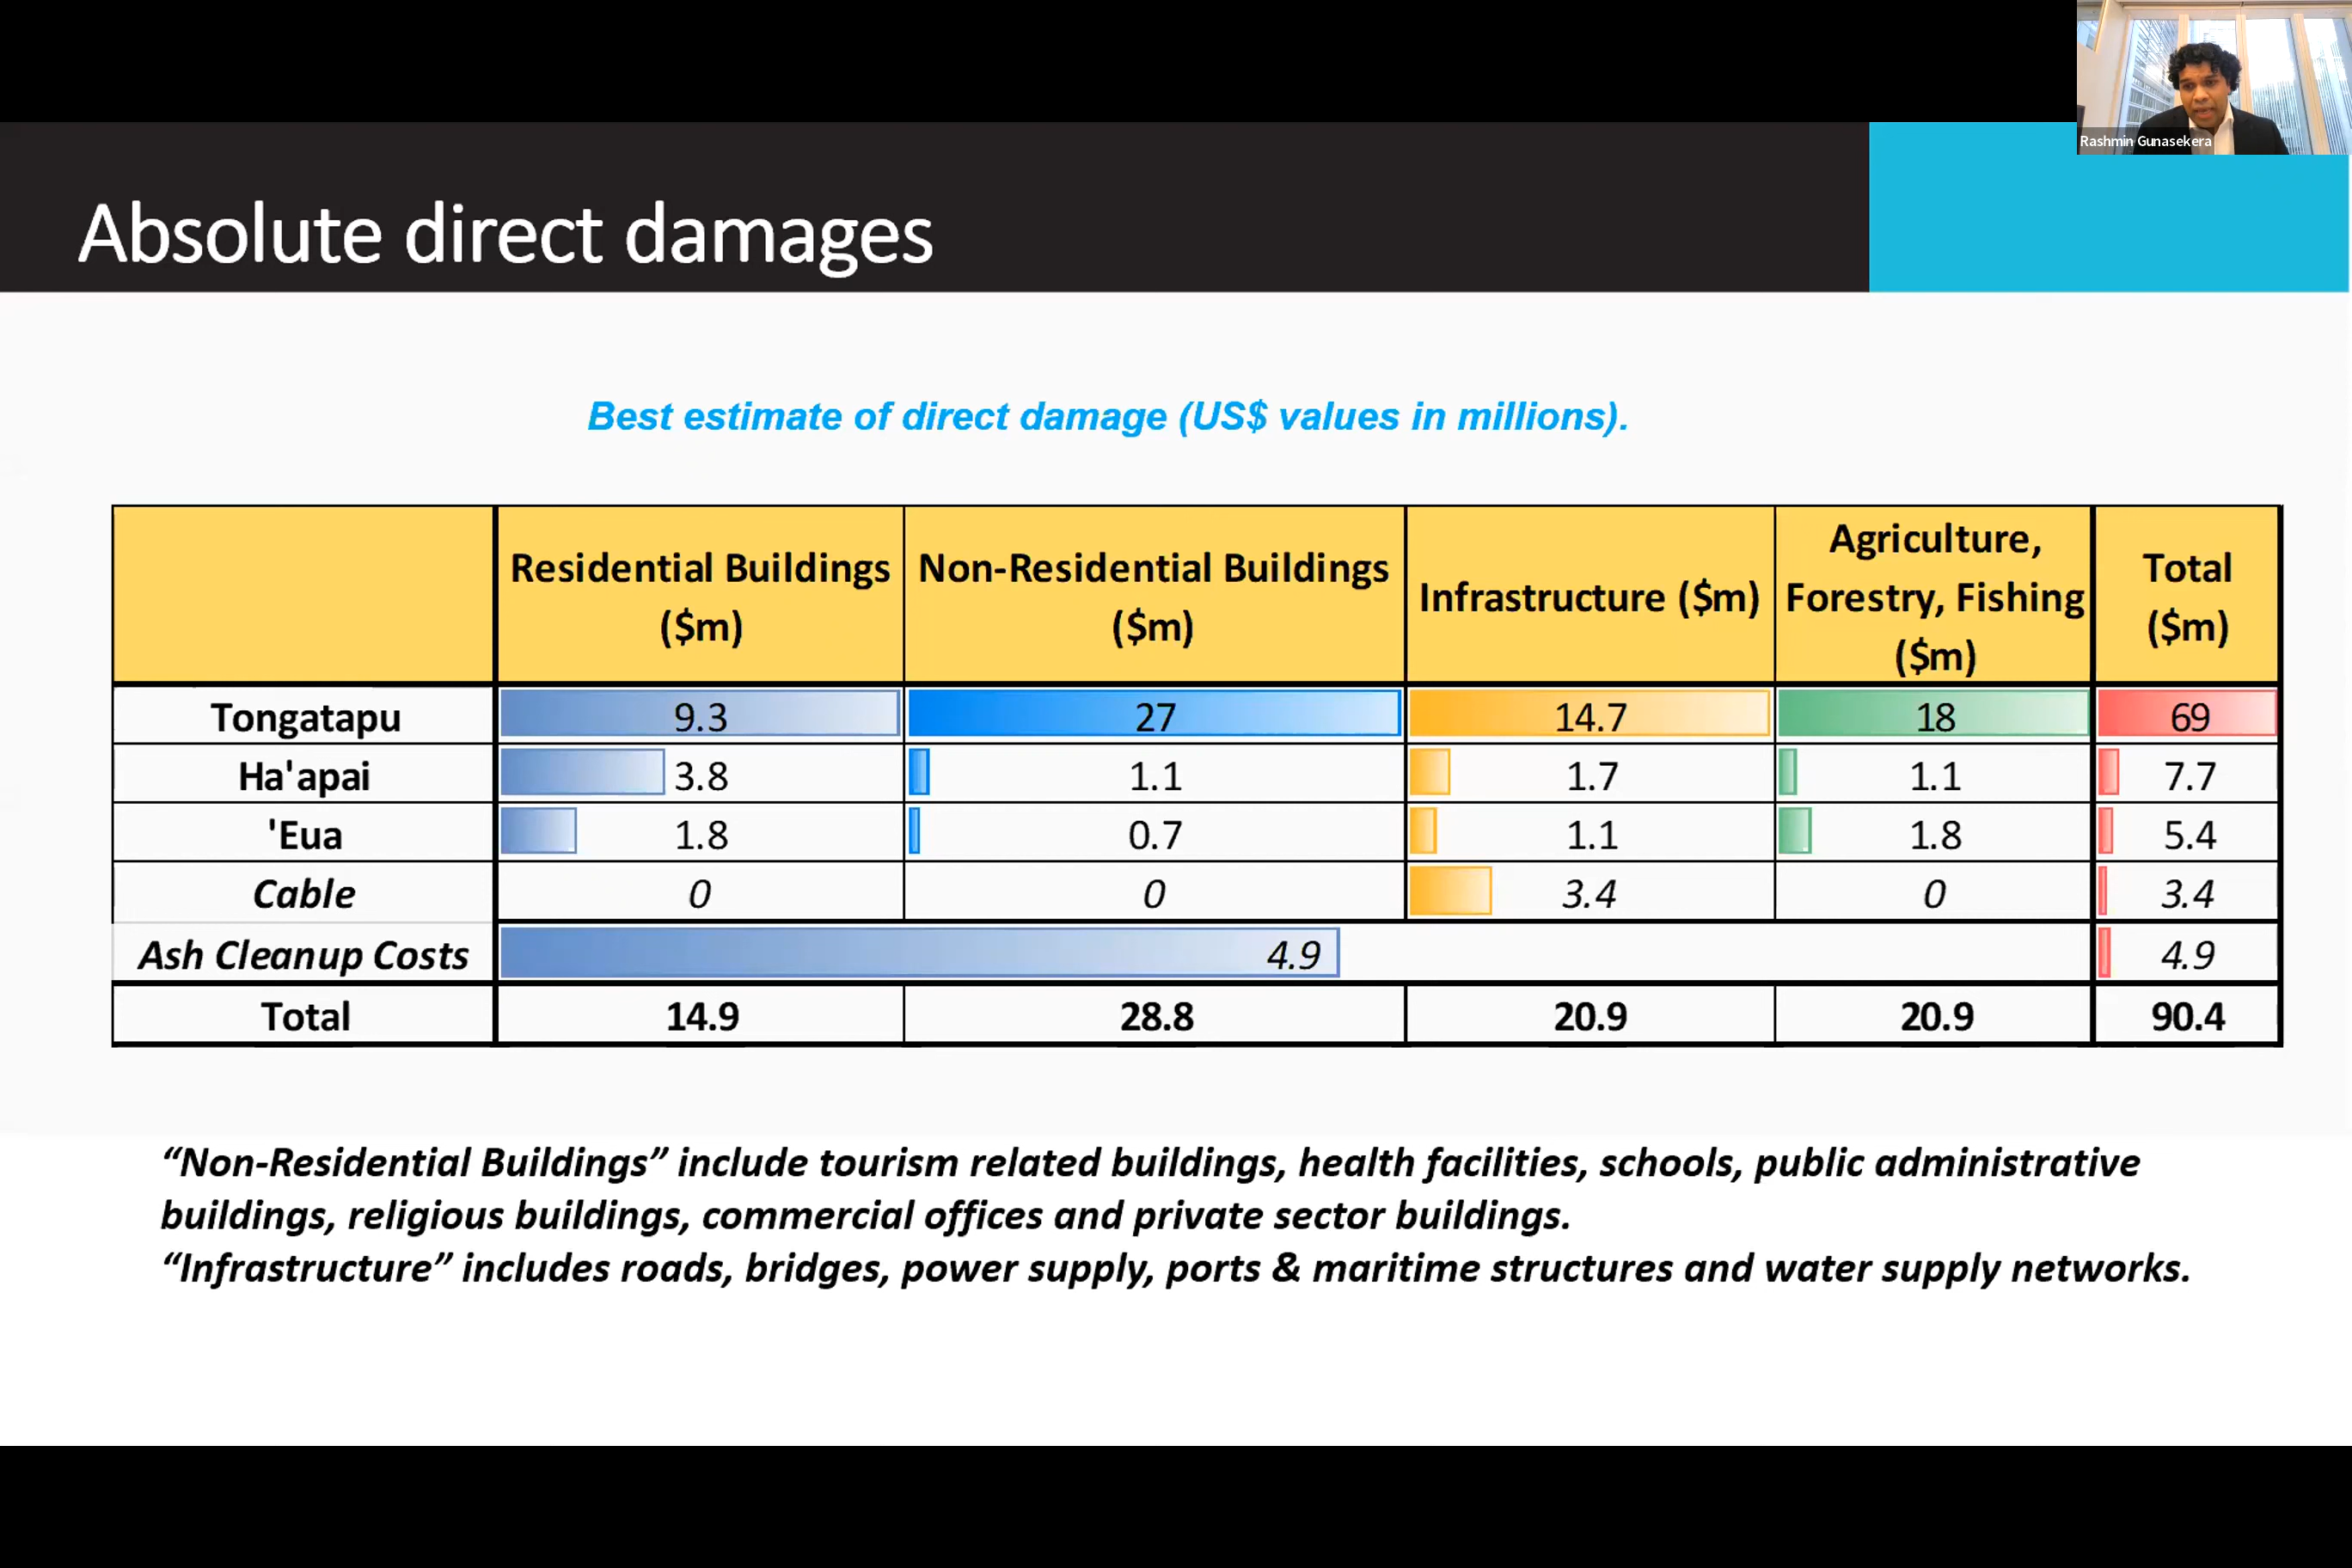 Rashmin Gunasekera
Absolute direct damages
Best estimate of direct damage (US$ values in millions).
Residential Buildings
($m)
Non-Residential Buildings
($m)
Infrastructure ($m)
Agriculture,
Forestry, Fishing
($m)
Total
($m)
Tongatapu 9.3 27 14.7 18 69
Ha'apai 3.8 1.1 1.7 1.1 7.7
'Eua 1.8 0.7 1.1 1.8 5.4
Cable 0 0 3.4 0 3.4
Ash Cleanup Costs 4.9 4.9
Total 14.9 28.8 20.9 20.9 90.4
“Non-Residential Buildings” include tourism related buildings, health facilities, schools, public administrative
buildings, religious buildings, commercial offices and private sector buildings.
“Infrastructure” includes roads, bridges, power supply, ports & maritime structures and water supply networks.